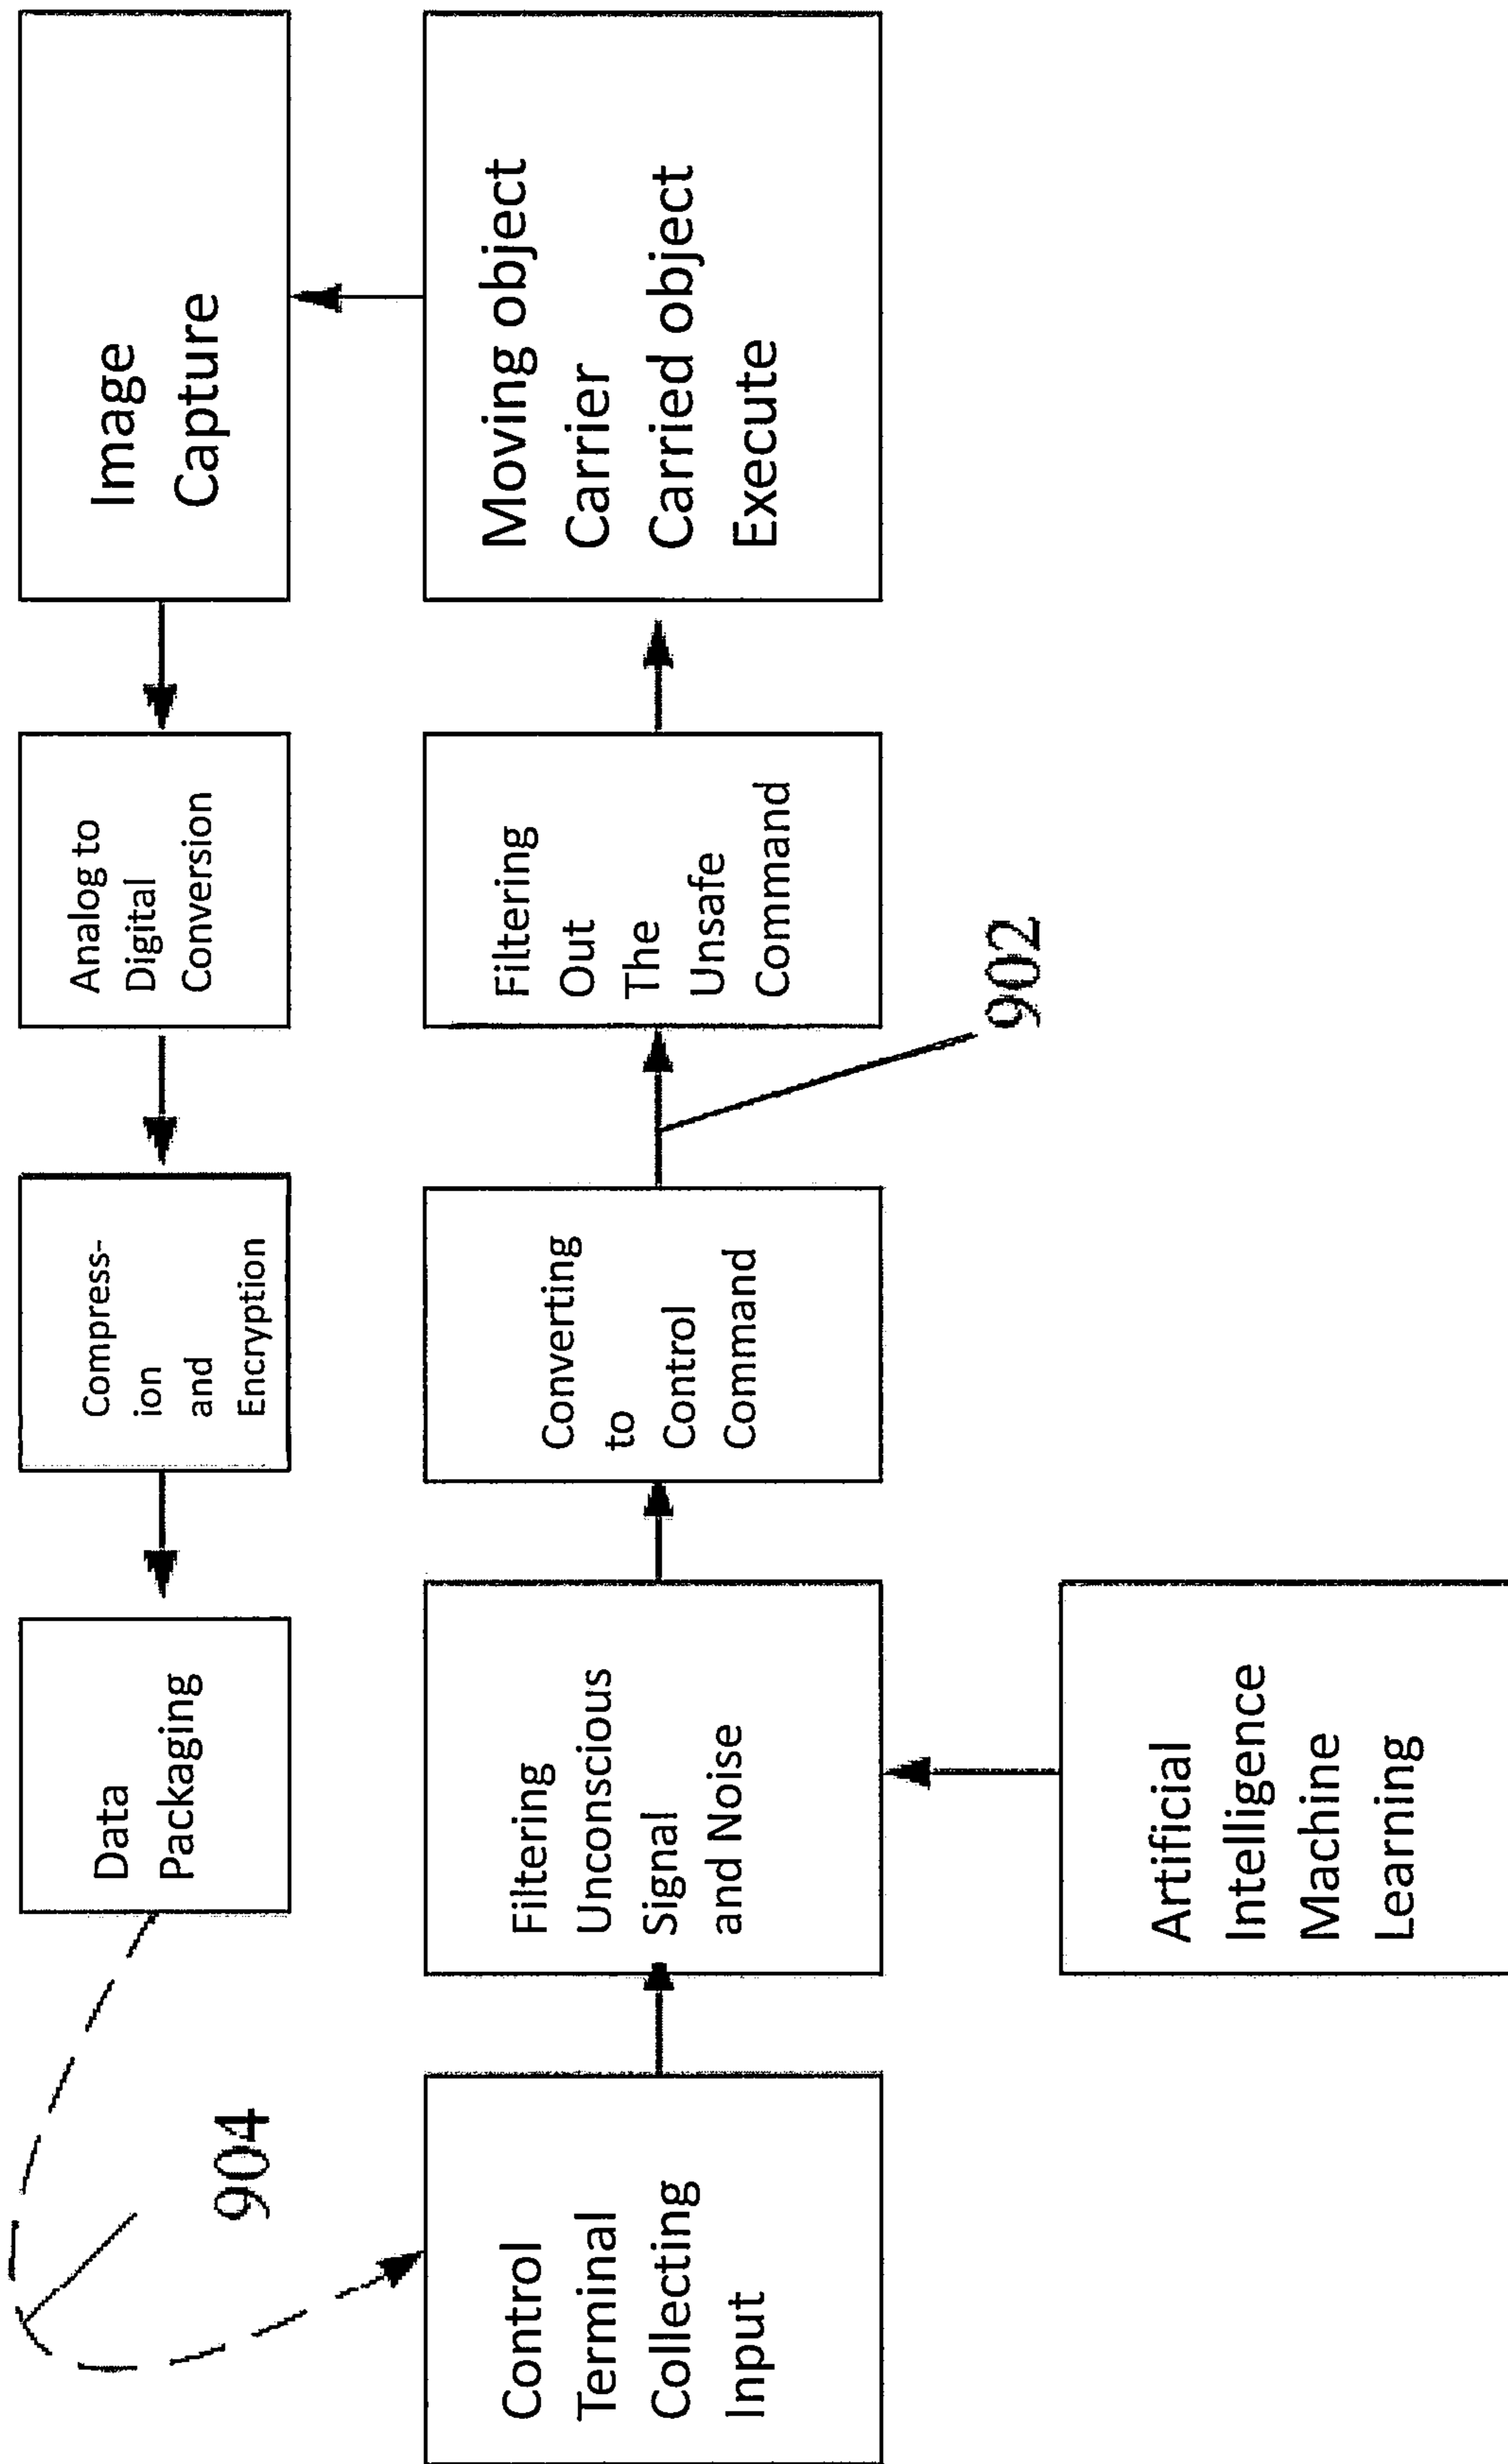 Image
Capture
Analog to
Digital
Conversion
Compress-
ion
and
Encryption
Data
Packaging
904
Control
Terminal
Collecting
Input
Filtering
Unconscious
Signal
and Noise
Converting
to
Control
Command
902
Filtering
Out
The
Unsafe
Command
Moving object
Carrier
Carried object
Execute
Artificial
Intelligence
Machine
Learning